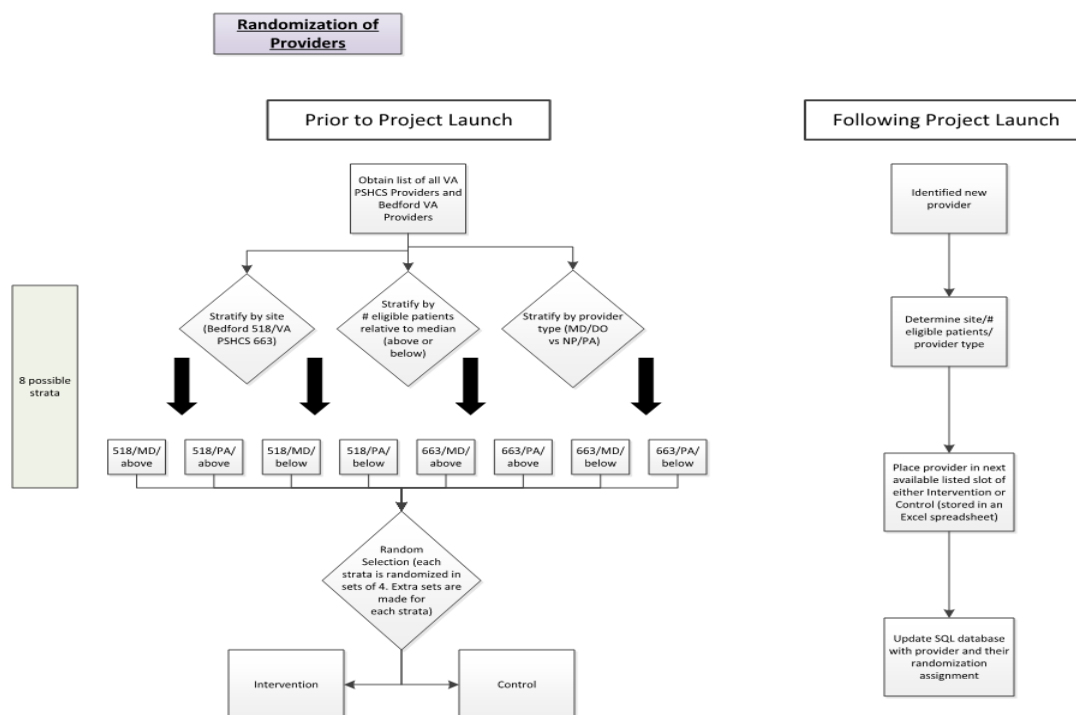 Randomization of
Providers
Prior to Project Launch
Obtain list of all VA
PSHCS Providers and
Bedford VA
Providers
Stratify by site
(Bedford 518/VA
PSHCS 663)
Stratify by
# eligible patients
relative to median
(above or
below)
Stratify by provider
type (MD/DO
vs NP/PA)
8 possible
strata
518/MD/
above
518/PA/
above
518/MD/
below
518/PA/
below
663/MD/
above
663/PA/
above
663/MD/
below
663/PA/
below
Random
Selection (each
strata is randomized in
sets of 4. Extra sets are
made for
each strata)
Intervention
Control
Following Project Launch
Identified new
provider
Determine site/#
eligible patients/
provider type
Place provider in next
available listed slot of
either Intervention or
Control (stored in an
Excel spreadsheet)
Update SQL database
with provider and their
randomization
assignment